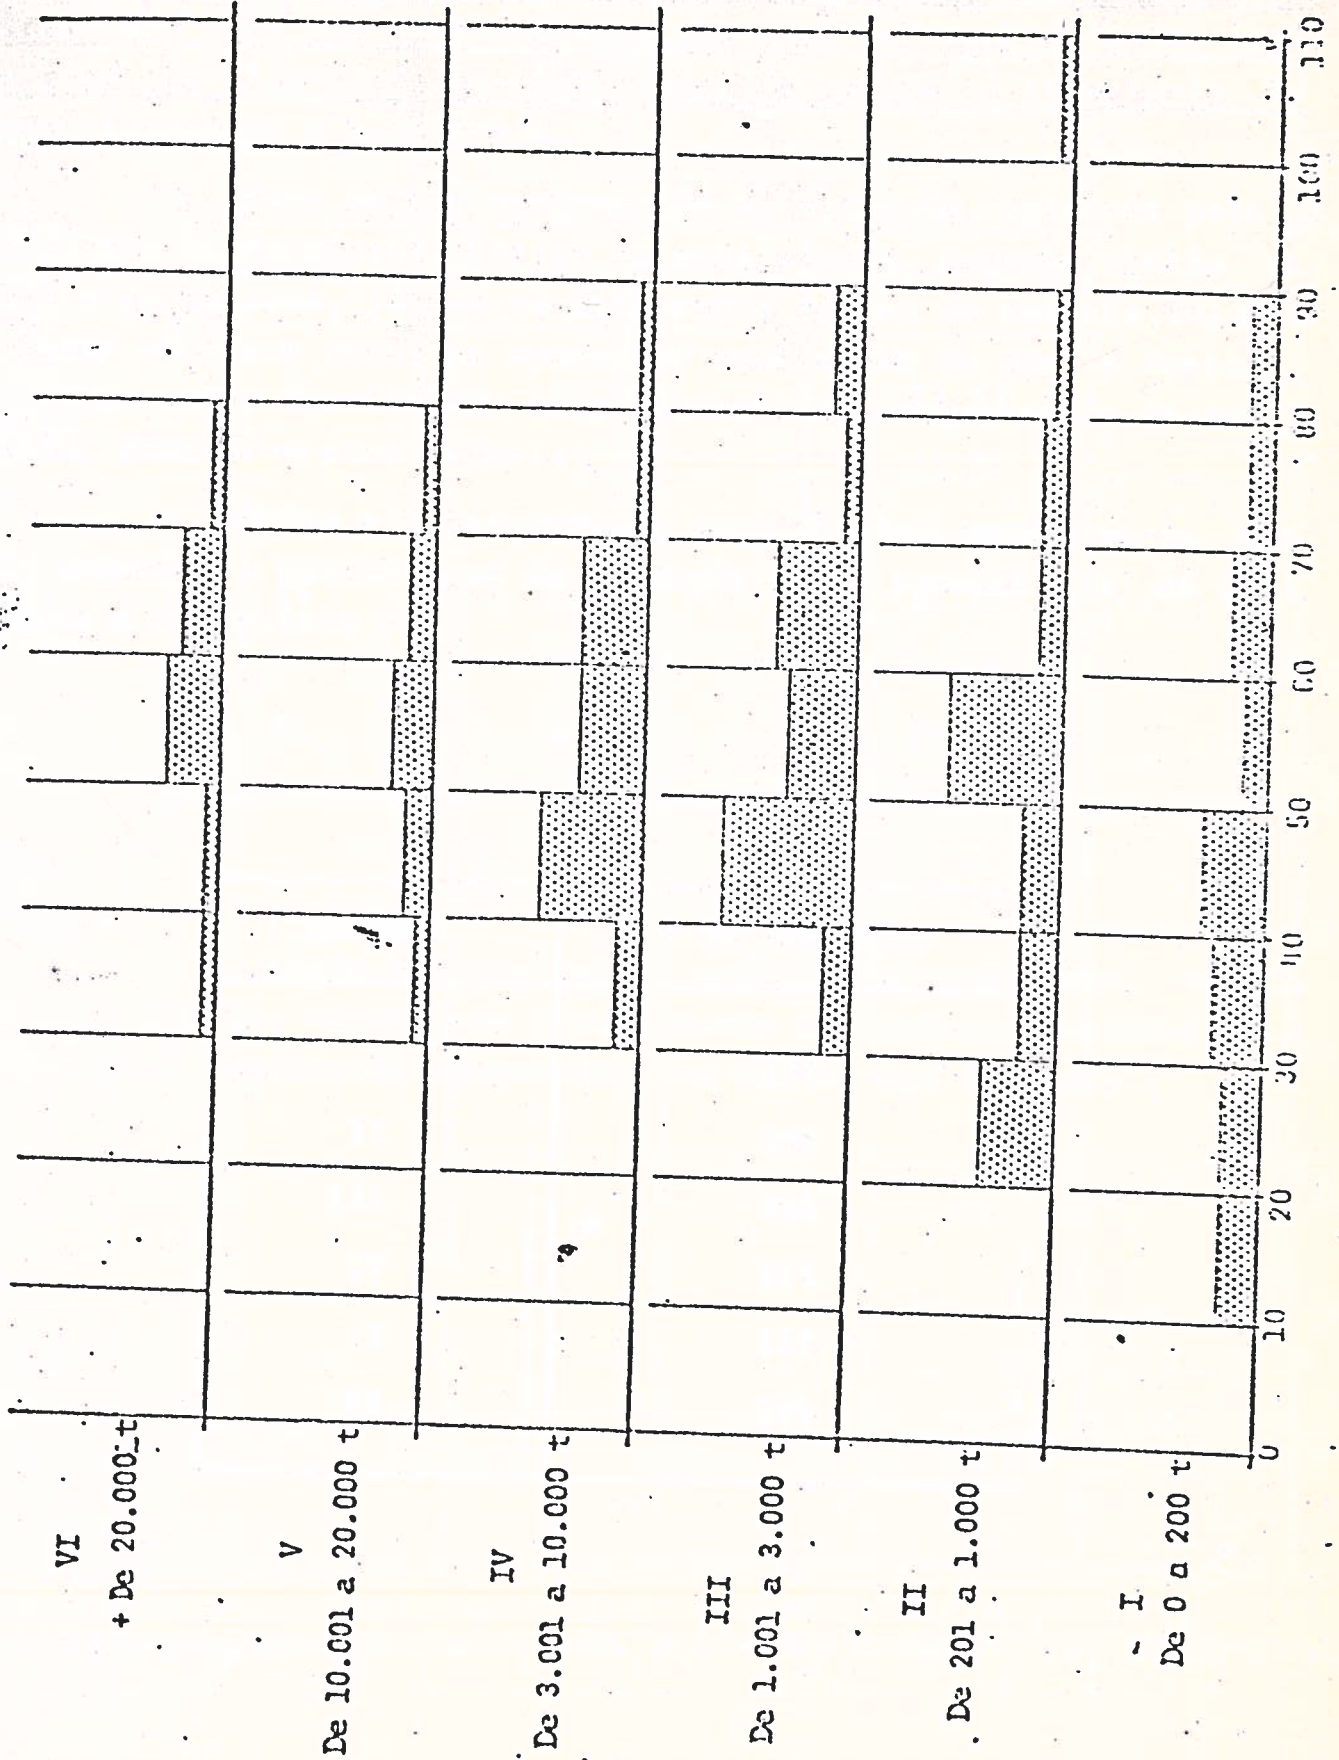 VI
+ De 20.000 t
V
De 10.001 a 20.000 t
IV
De 3.001 a 10.000 t
III
De 1.001 a 3.000 t
II
De 201 a 1.000 t
I
De 0 a 200 t
0 10 20 30 40 50 60 70 80 90 100 110